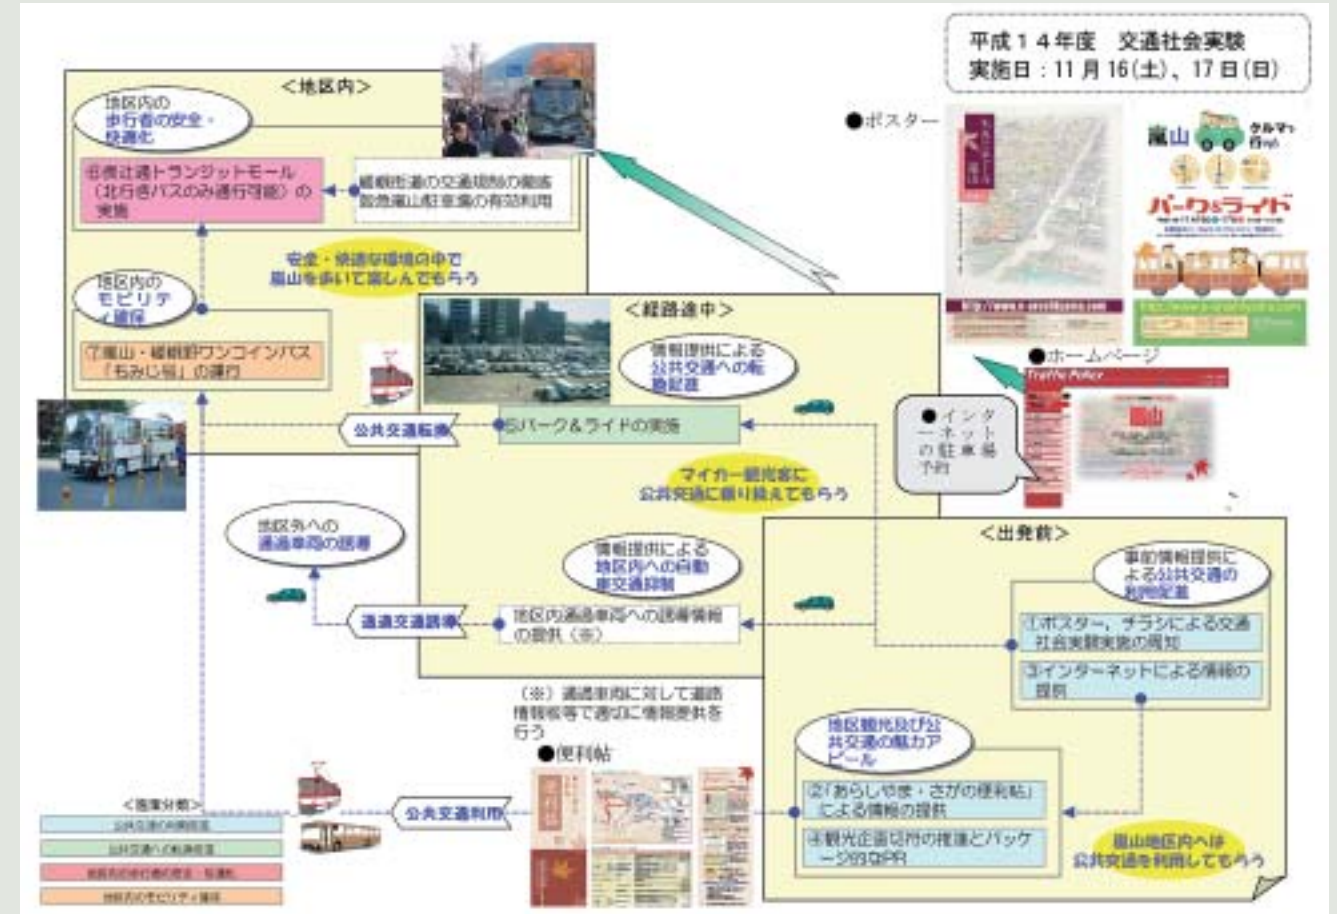 平成14年度 交通社会実験
実施日：11月16(土)、17日(日)
＜地区内＞
地区内の
歩行者の安全・
快適化
⑥長辻通トランジットモール
（北行きバスのみ通行可能）の
実施
嵯峨街道の交通規制の徹底
阪急嵐山駐車場の有効利用
安全・快適な環境の中で
嵐山を歩いて楽しんでもらう
地区内の
モビリテ
ィ確保
⑦嵐山・嵯峨野ワンコインバス
「もみじ号」の運行
●ポスター
嵐山
パーク&ライド
●ホームページ
Traffic Policy
嵐山
●インタ
ーネット
の駐車場
予約
＜経路途中＞
情報提供による
公共交通への転
換促進
公共交通転換
⑤パーク＆ライドの実施
マイカー観光客に
公共交通に乗り換えてもらう
地区外への
通過車両の誘導
情報提供による
地区内への自動
車交通抑制
通過交通誘導
地区内通過車両への誘導情報
の提供（※）
（※）通過車両に対して道路
情報板等で適切に情報提供を
行う
＜出発前＞
事前情報提供に
よる公共交通の
利用促進
①ポスター，チラシによる交通
社会実験実施の周知
③インターネットによる情報の
提供
地区観光及び公
共交通の魅力ア
ピール
②「あらしやま・さがの便利帖」
による情報の提供
④観光企画切符の推進とパッケ
ージ的なPR
嵐山地区内へは
公共交通を利用してもらう
●便利帖
公共交通利用
＜施策分類＞
公共交通の利用促進
公共交通への転換促進
地区内の歩行者の安全・快適化
地区内のモビリティ確保